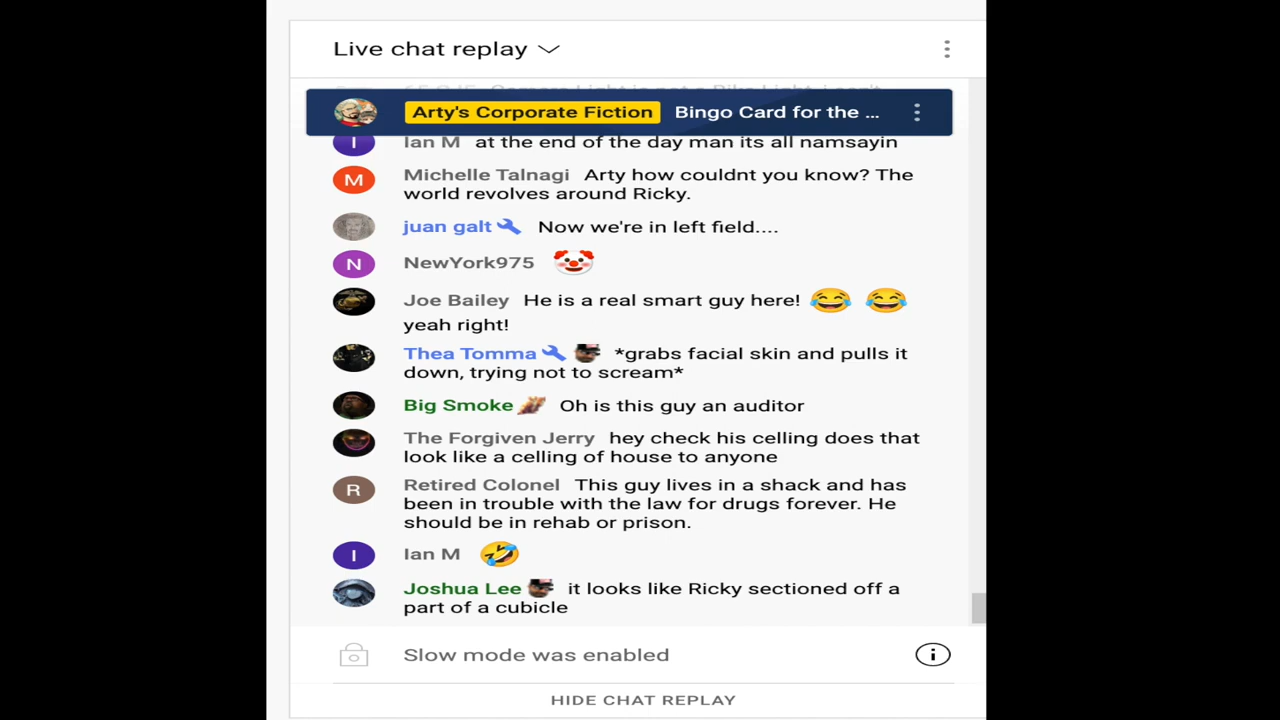 Live chat replay
Arty's Corporate Fiction Bingo Card for the ...
I Ian M at the end of the day man its all namsayin
M Michelle Talnagi Arty how couldnt you know? The
world revolves around Ricky.
juan galt Now we're in left field....
N NewYork975 🤡
Joe Bailey He is a real smart guy here! 😂 😂
yeah right!
Thea Tomma *grabs facial skin and pulls it
down, trying not to scream*
Big Smoke Oh is this guy an auditor
The Forgiven Jerry hey check his celling does that
look like a celling of house to anyone
R Retired Colonel This guy lives in a shack and has
been in trouble with the law for drugs forever. He
should be in rehab or prison.
I Ian M 🤣
Joshua Lee it looks like Ricky sectioned off a
part of a cubicle
Slow mode was enabled
HIDE CHAT REPLAY